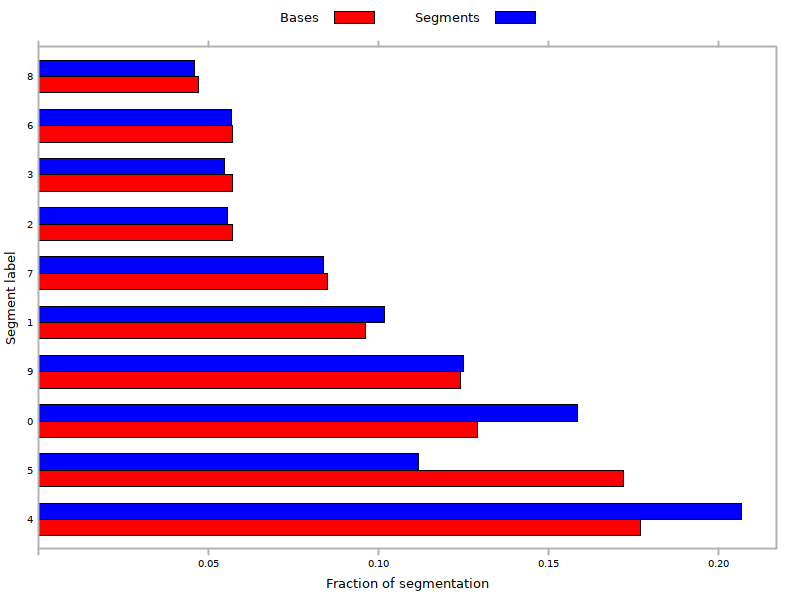 Bases Segments
8
6
3
2
7
1
9
0
5
4
Segment label
0.05 0.10 0.15 0.20
Fraction of segmentation